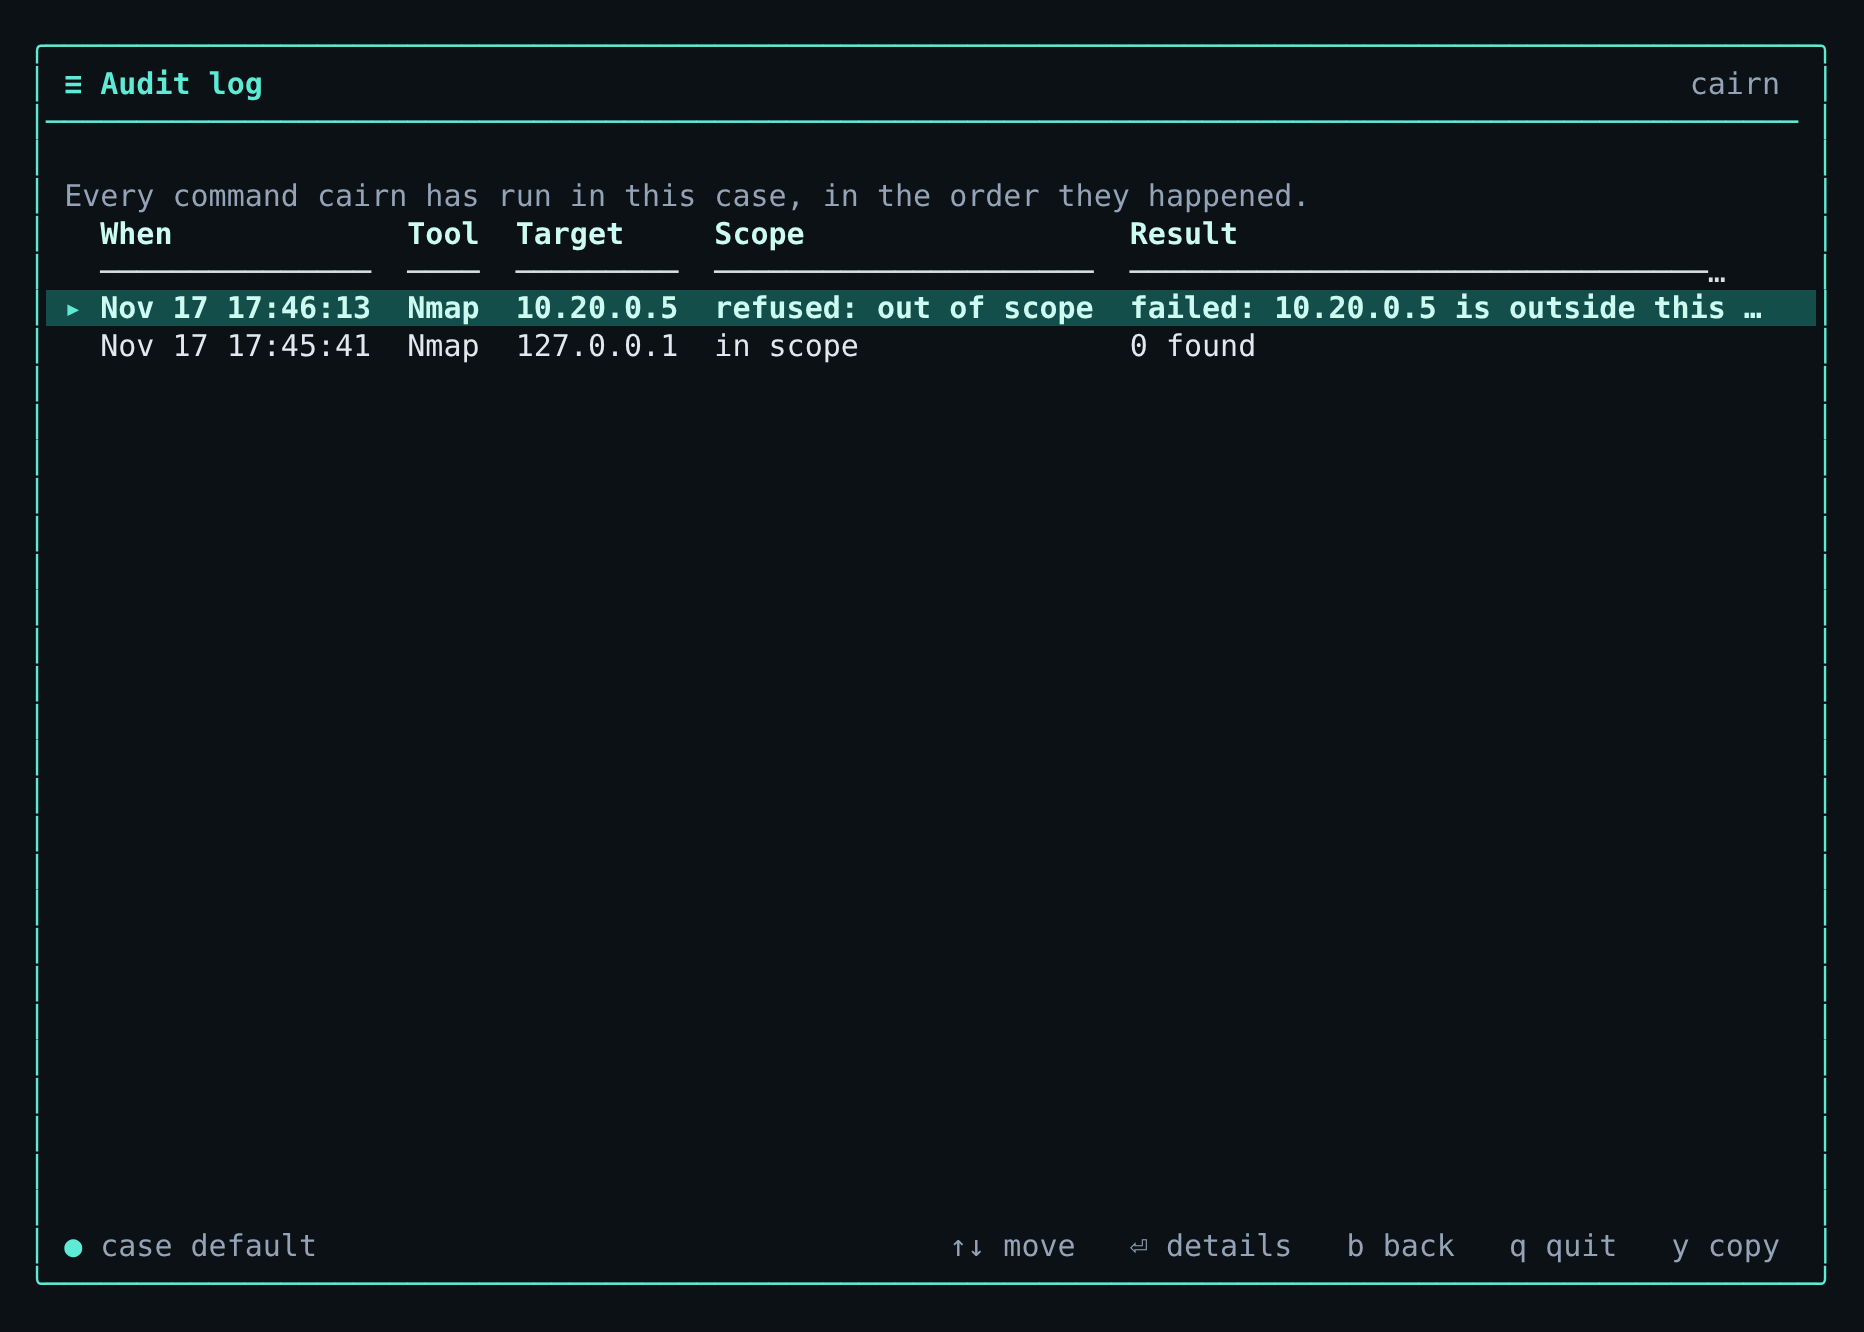 ≡ Audit log cairn
Every command cairn has run in this case, in the order they happened.
When Tool Target Scope Result
…
▸ Nov 17 17:46:13 Nmap 10.20.0.5 refused: out of scope failed: 10.20.0.5 is outside this …
Nov 17 17:45:41 Nmap 127.0.0.1 in scope 0 found
● case default ↑↓ move ⏎ details b back q quit y copy